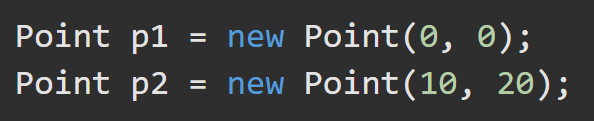 Point p1 = new Point(0, 0);
Point p2 = new Point(10, 20);